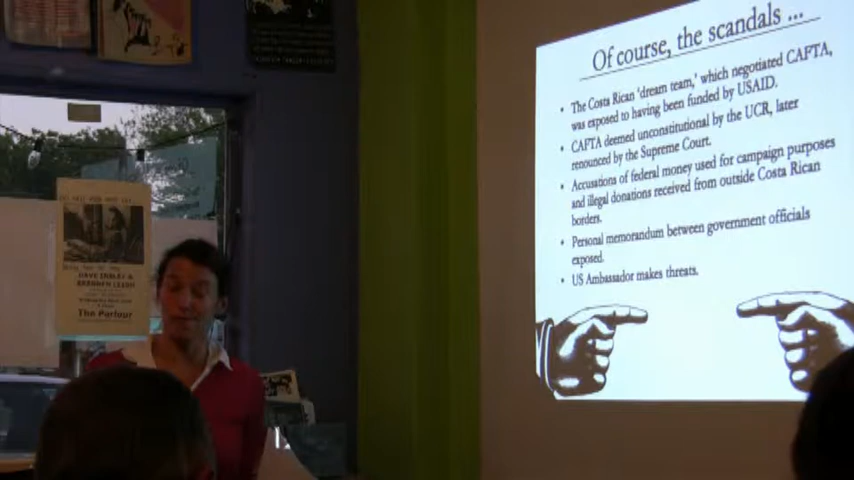 Of course, the scandals ...
• The Costa Rican 'dream team,' which negotiated CAFTA,
was exposed to having been funded by USAID.
• CAFTA deemed unconstitutional by the UCR, later
renounced by the Supreme Court.
• Accusations of federal money used for campaign purposes
and illegal donations received from outside Costa Rican
borders.
• Personal memorandum between government officials
exposed.
• US Ambassador makes threats.
DAVE
The Parlour